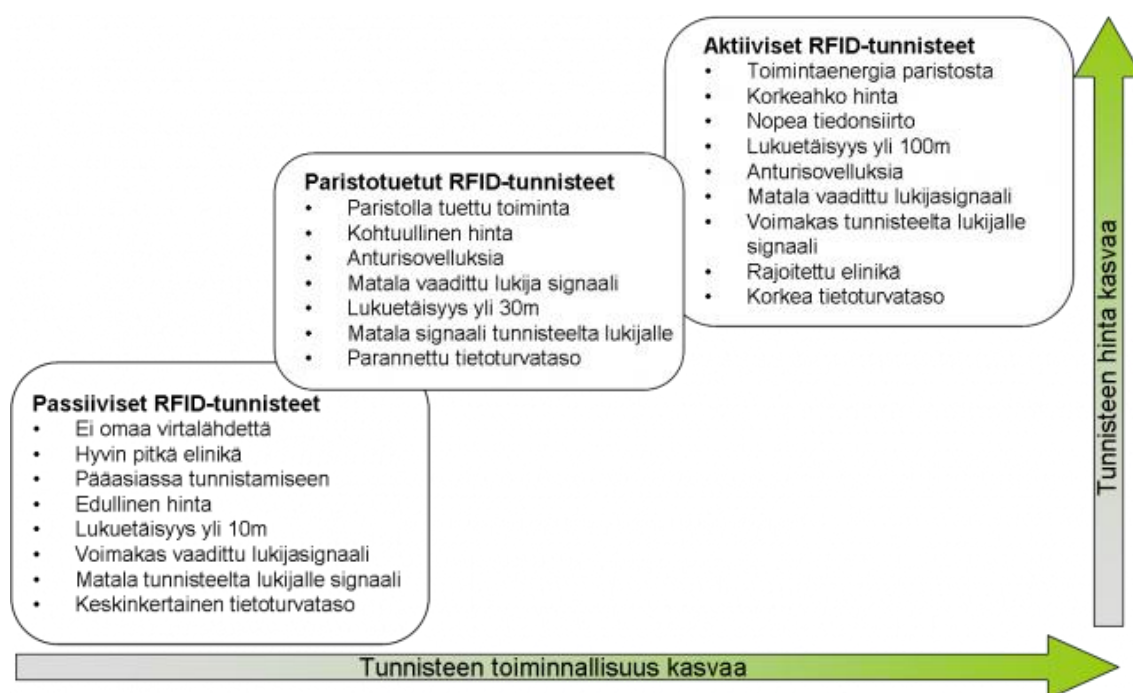 Aktiiviset RFID-tunnisteet
• Toimintaenergia paristosta
• Korkeahko hinta
• Nopea tiedonsiirto
• Lukuetäisyys yli 100m
• Anturisovelluksia
• Matala vaadittu lukijasignaali
• Voimakas tunnisteelta lukijalle
signaali
• Rajoitettu elinikä
• Korkea tietoturvataso
Paristotuetut RFID-tunnisteet
• Paristolla tuettu toiminta
• Kohtuullinen hinta
• Anturisovelluksia
• Matala vaadittu lukija signaali
• Lukuetäisyys yli 30m
• Matala signaali tunnisteelta lukijalle
• Parannettu tietoturvataso
Passiiviset RFID-tunnisteet
• Ei omaa virtalähdettä
• Hyvin pitkä elinikä
• Pääasiassa tunnistamiseen
• Edullinen hinta
• Lukuetäisyys yli 10m
• Voimakas vaadittu lukijasignaali
• Matala tunnisteelta lukijalle signaali
• Keskinkertainen tietoturvataso
Tunnisteen hinta kasvaa
Tunnisteen toiminnallisuus kasvaa